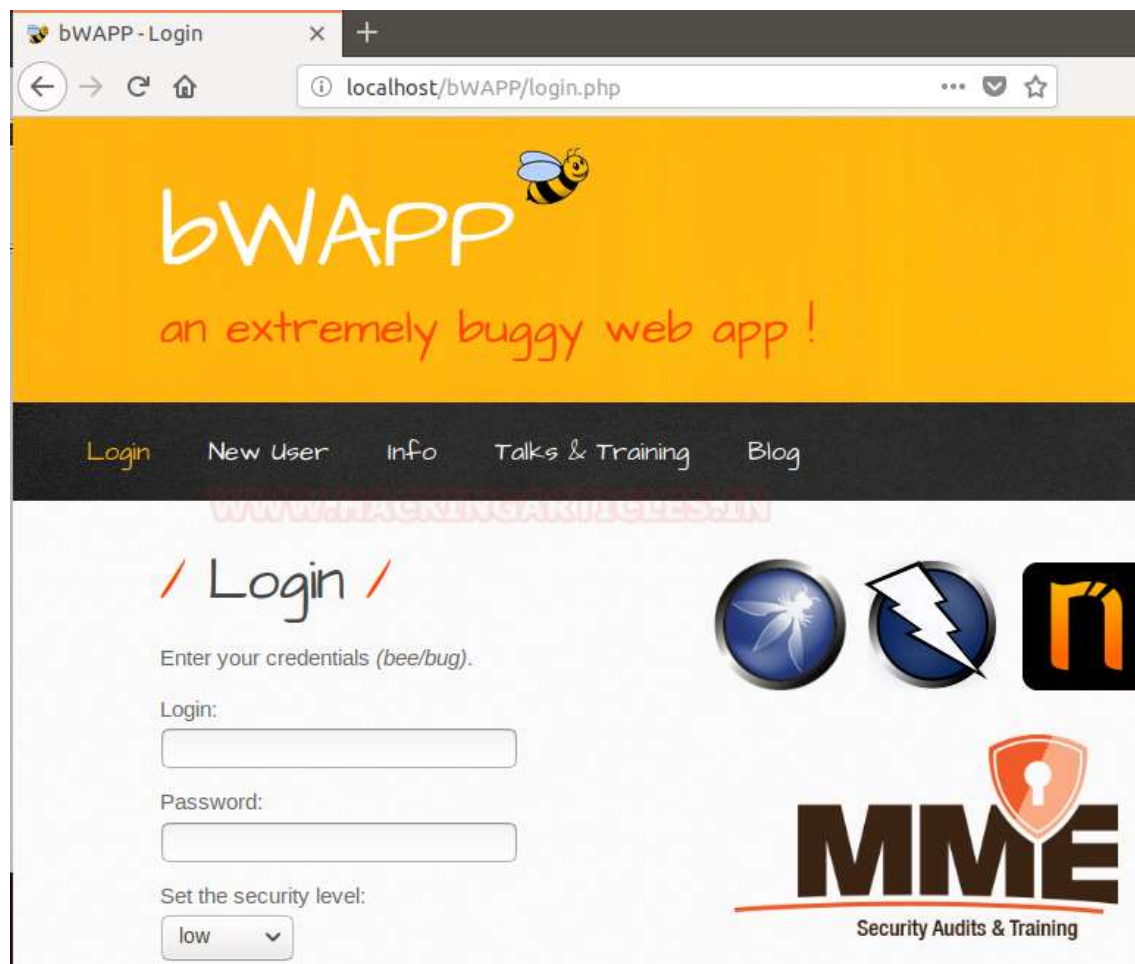 bWAPP - Login
localhost/bWAPP/login.php
bWAPP
an extremely buggy web app !
Login New User Info Talks & Training Blog
WWW.HACKINGARTICLES.IN
/ Login /
Enter your credentials (bee/bug).
Login:
Password:
Set the security level:
low
n
MME
Security Audits & Training